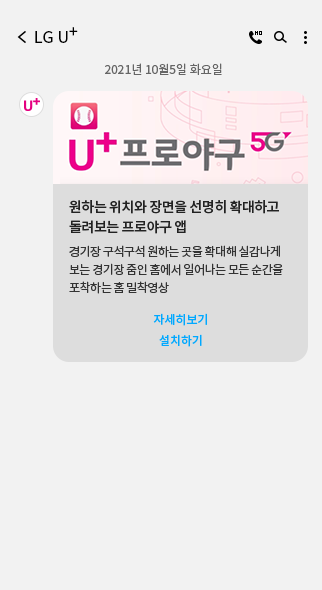 LG U+
HD
2021년 10월5일 화요일
U+
U+프로야구 5G
원하는 위치와 장면을 선명히 확대하고
돌려보는 프로야구 앱
경기장 구석구석 원하는 곳을 확대해 실감나게
보는 경기장 줌인 홈에서 일어나는 모든 순간을
포착하는 홈 밀착영상
자세히보기
설치하기